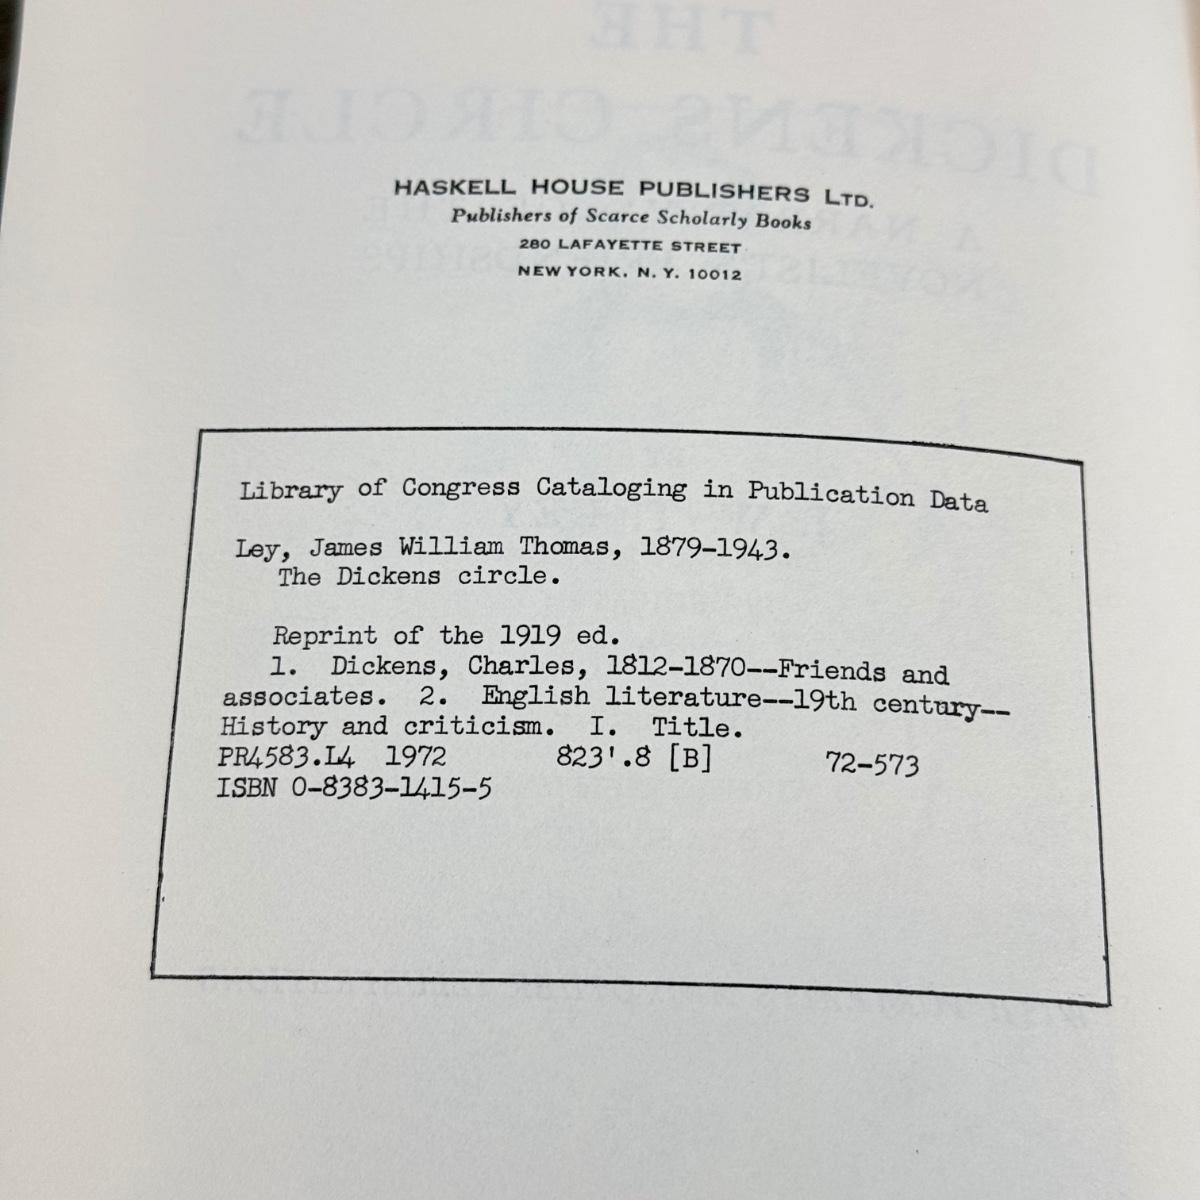 THE
DICKENS CIRCLE
HASKELL HOUSE PUBLISHERS LTD.
Publishers of Scarce Scholarly Books
280 LAFAYETTE STREET
NEW YORK, N. Y. 10012
Library of Congress Cataloging in Publication Data
Ley, James William Thomas, 1879-1943.
The Dickens circle.
Reprint of the 1919 ed.
1. Dickens, Charles, 1812-1870--Friends and
associates. 2. English literature--19th century--
History and criticism. I. Title.
PR4583.L4 1972 823'.8 [B] 72-573
ISBN 0-8383-1415-5